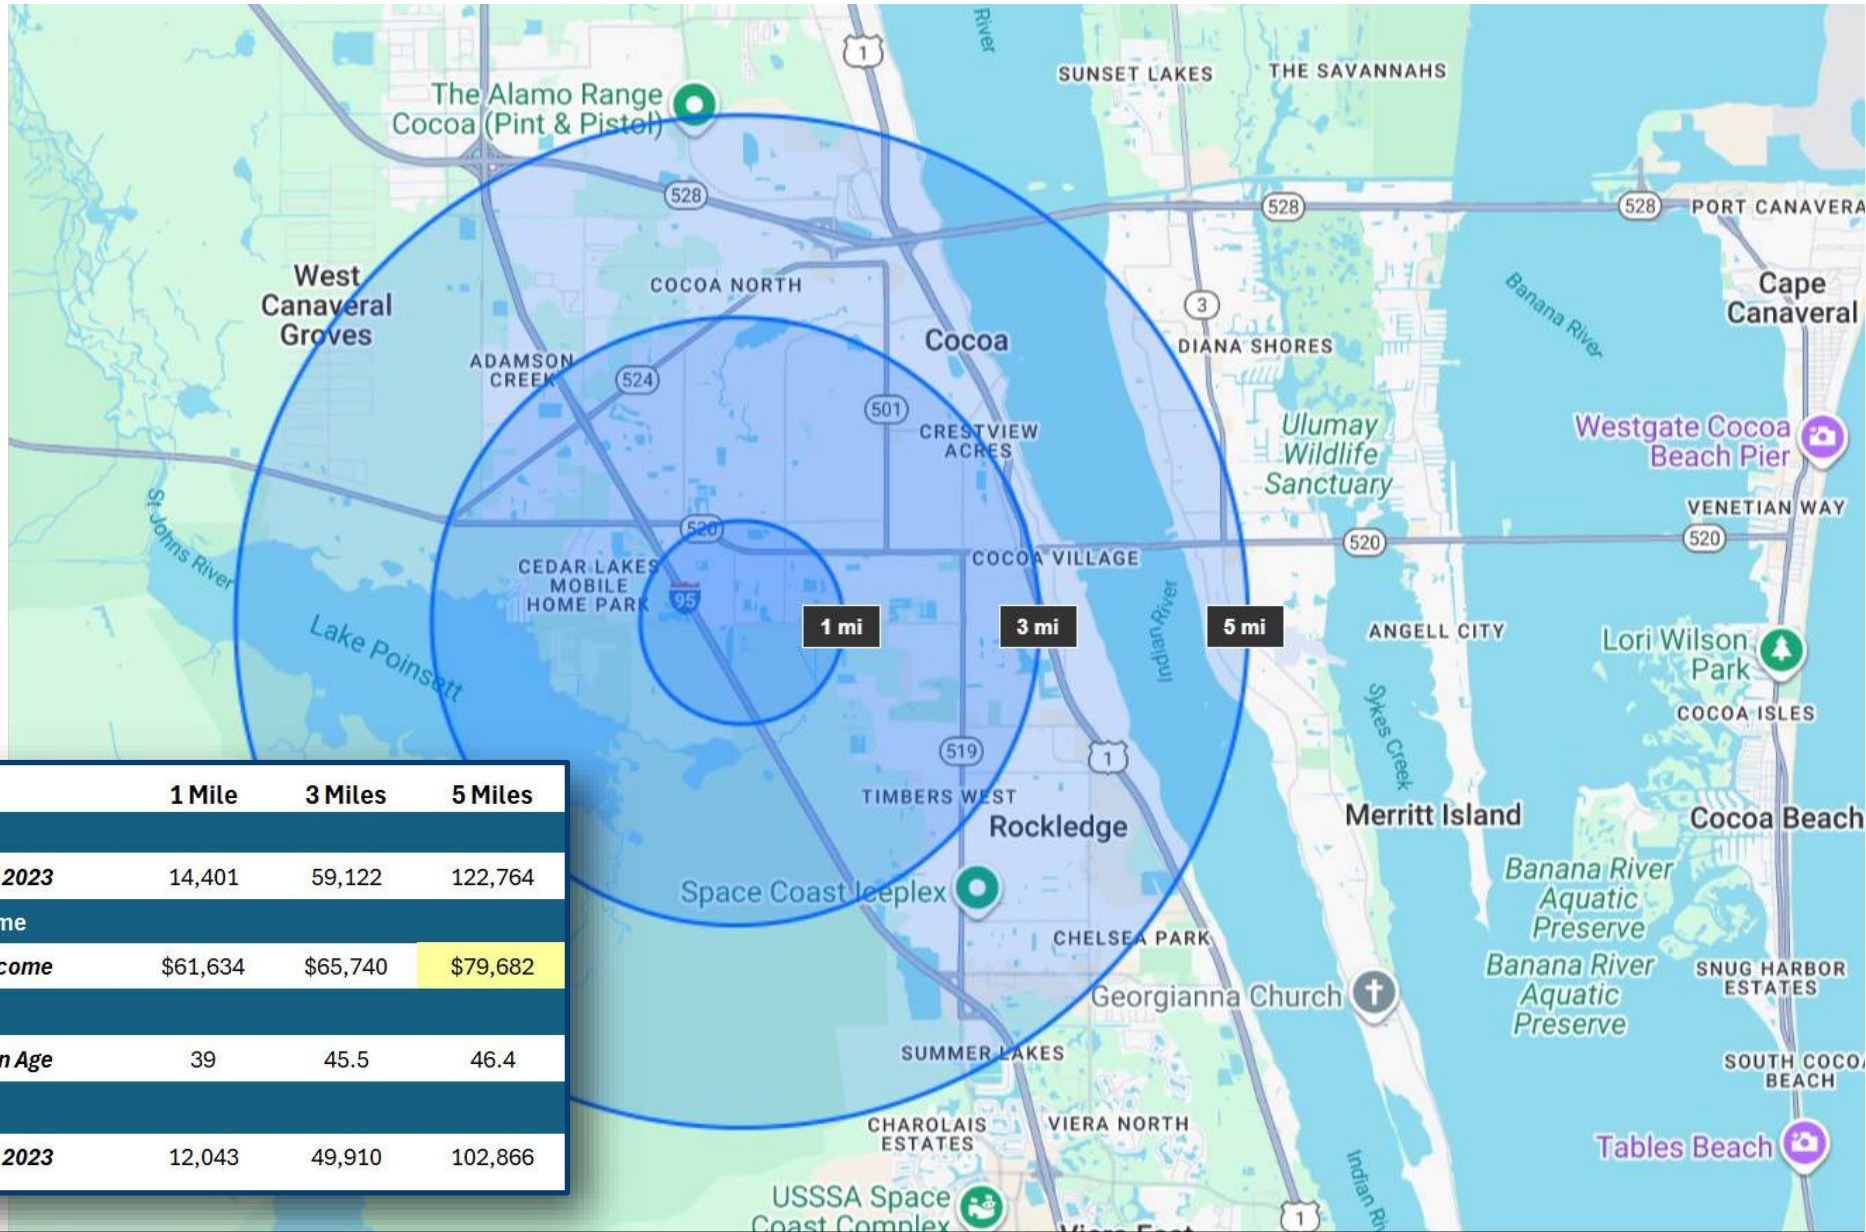 River
1
SUNSET LAKES
THE SAVANNAHS
The Alamo Range
Cocoa (Pint & Pistol)
528
528
528
PORT CANAVERA
West
Canaveral
Groves
COCOA NORTH
Cape
Canaveral
Banana River
3
Cocoa
DIANA SHORES
ADAMSON
CREEK
524
501
CRESTVIEW
ACRES
Ulumay
Wildlife
Sanctuary
Westgate Cocoa
Beach Pier
VENETIAN WAY
St Johns River
520
520
520
COCOA VILLAGE
CEDAR LAKES
MOBILE
HOME PARK
95
Indian River
1 mi
3 mi
5 mi
ANGELL CITY
Lori Wilson
Park
Lake Poinsett
Sykes Creek
COCOA ISLES
519
1
TIMBERS WEST
Rockledge
Merritt Island
Cocoa Beach
Space Coast Iceplex
Banana River
Aquatic
Preserve
CHELSEA PARK
Banana River
Aquatic
Preserve
SNUG HARBOR
ESTATES
Georgianna Church
SUMMER LAKES
SOUTH COCOA
BEACH
CHAROLAIS
ESTATES
VIERA NORTH
Tables Beach
Indian Ri
USSSA Space
Coast Complex
Viera East
1
1 Mile 3 Miles 5 Miles
2023 14,401 59,122 122,764
me
come $61,634 $65,740 $79,682
n Age 39 45.5 46.4
2023 12,043 49,910 102,866